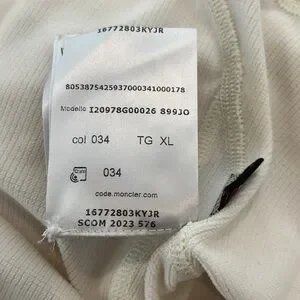 16772803KYJR
8053875425937000341000178
Modello I20978G00026 899JO
col 034 TG XL
034
code.moncler.com
16772803KYJR
SCOM 2023 576